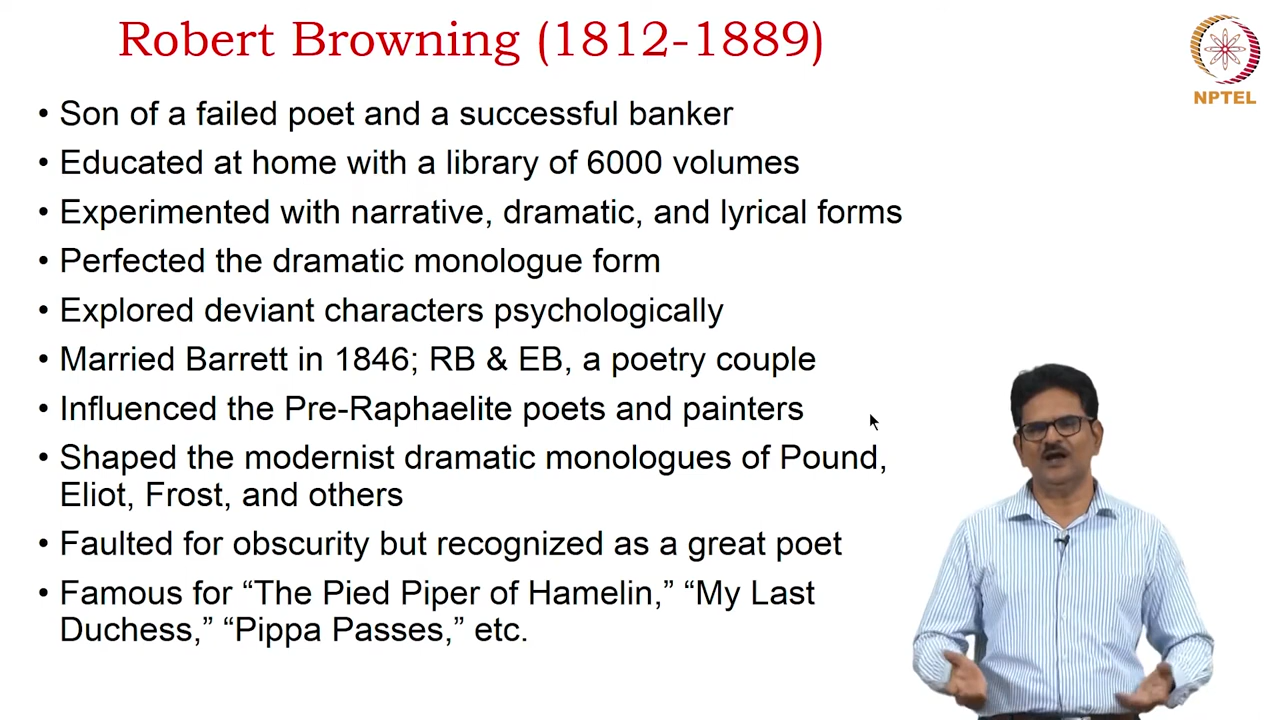 Robert Browning (1812-1889)
NPTEL
• Son of a failed poet and a successful banker
• Educated at home with a library of 6000 volumes
• Experimented with narrative, dramatic, and lyrical forms
• Perfected the dramatic monologue form
• Explored deviant characters psychologically
• Married Barrett in 1846; RB & EB, a poetry couple
• Influenced the Pre-Raphaelite poets and painters
• Shaped the modernist dramatic monologues of Pound,
Eliot, Frost, and others
• Faulted for obscurity but recognized as a great poet
• Famous for “The Pied Piper of Hamelin,” “My Last
Duchess,” “Pippa Passes,” etc.